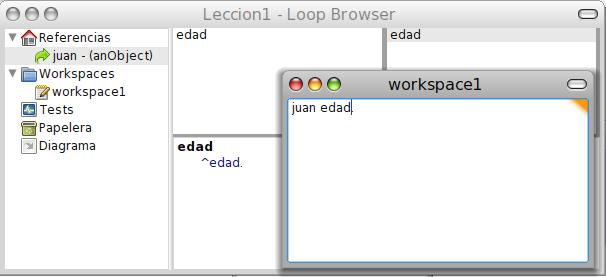 Leccion1 - Loop Browser
Referencias
juan - (anObject)
Workspaces
workspace1
Tests
Papelera
Diagrama
edad
edad
edad
^edad.
workspace1
juan edad.